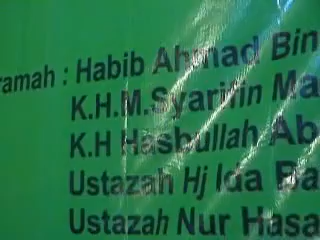 ramah : Habib Ahmad Bin
K.H.M.Syarifin Ma
K.H Hasbullah Ab
Ustazah Hj Ida Ba
Ustazah Nur Hasa